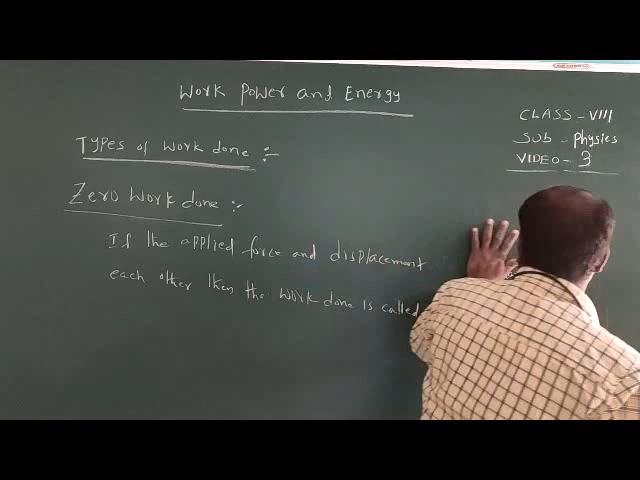 Work Power and Energy
CLASS - VIII
SUB - Physics
VIDEO - 3
Types of work done :-
Zero work done :-
If the applied force and displacement
each other then the work done is called